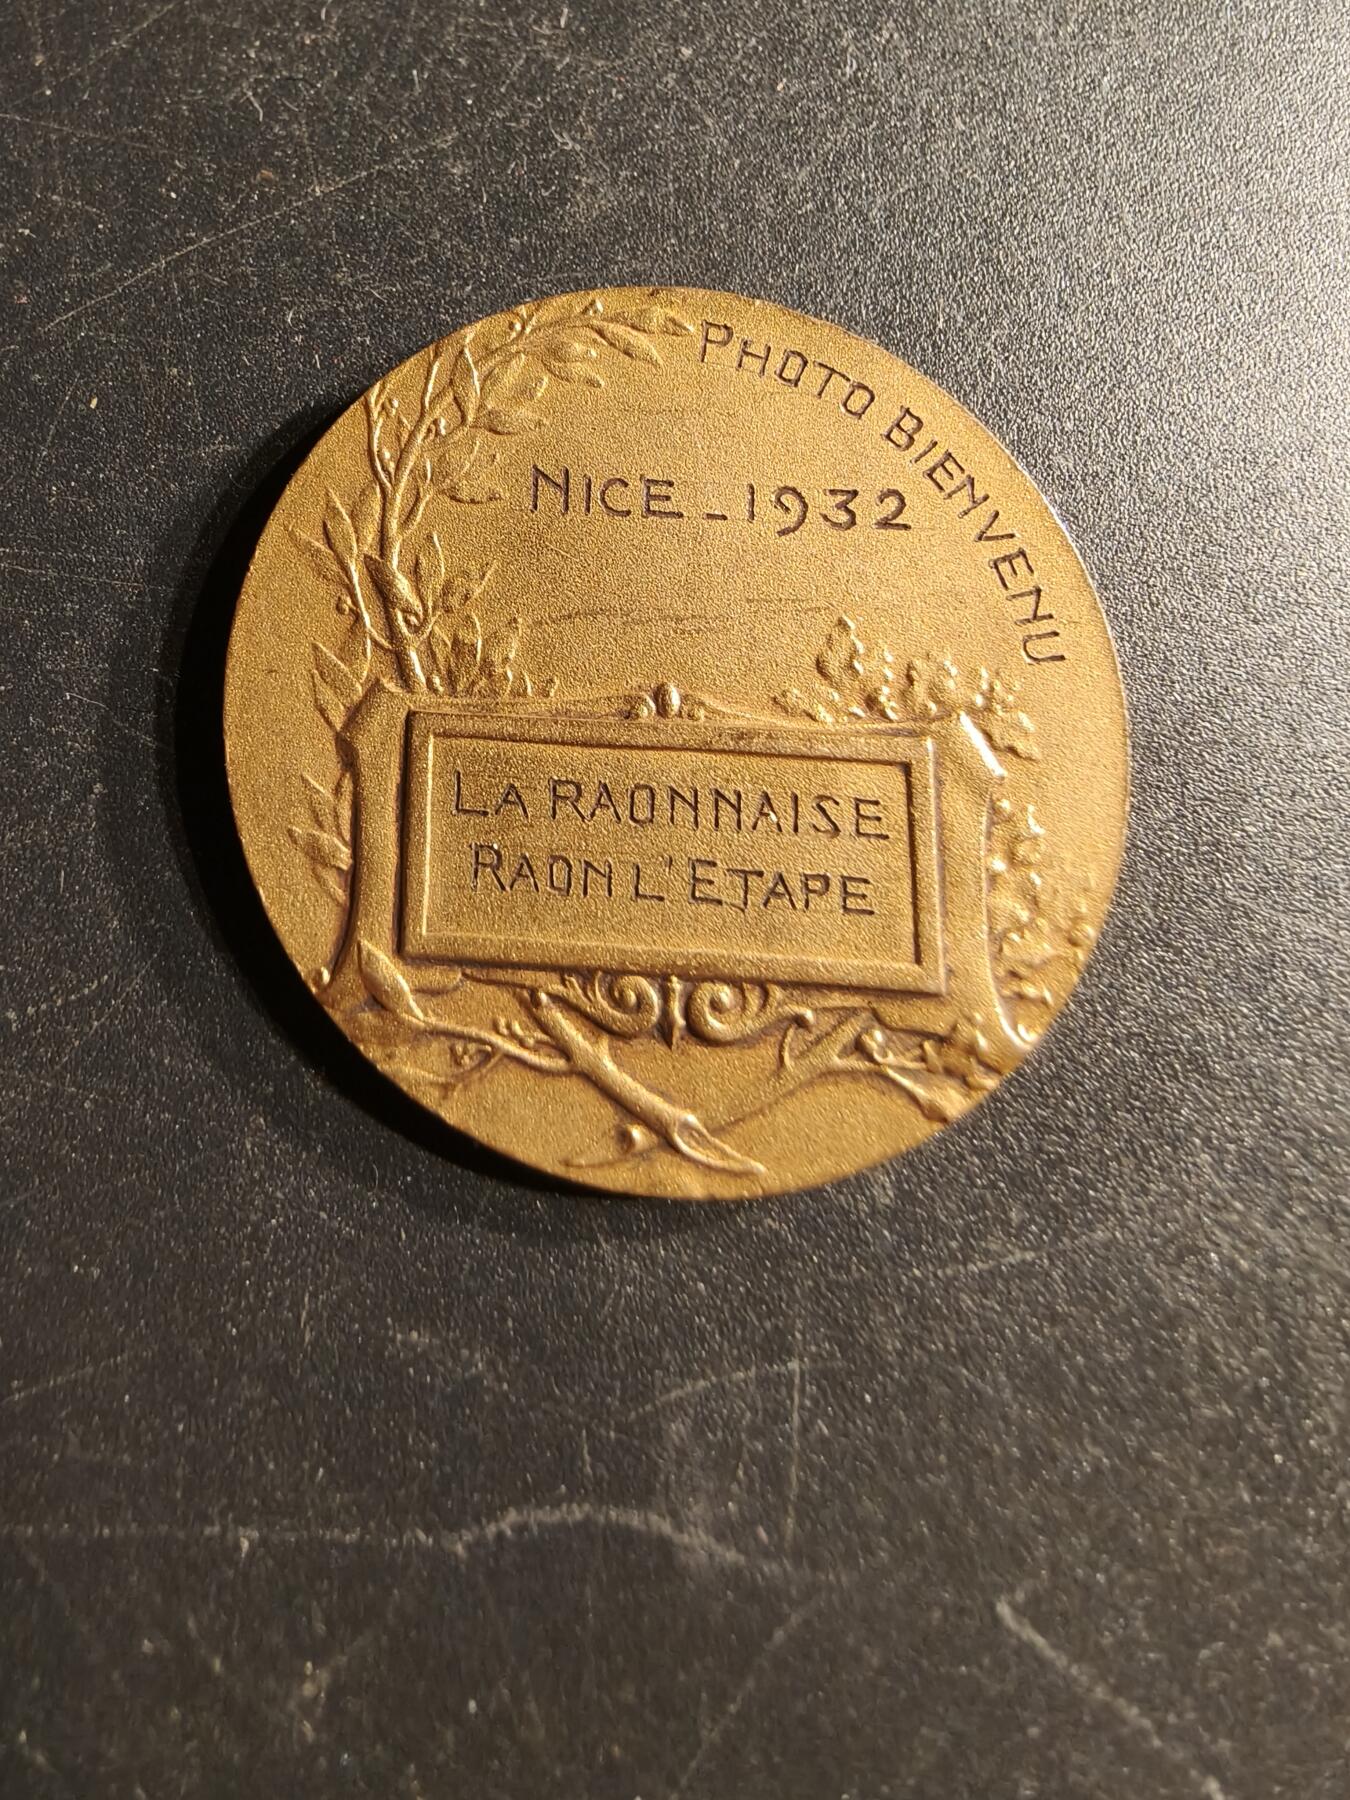 PHOTO BIENVENU
NICE - 1932
LA RAONNAISE
RAON L'ETAPE